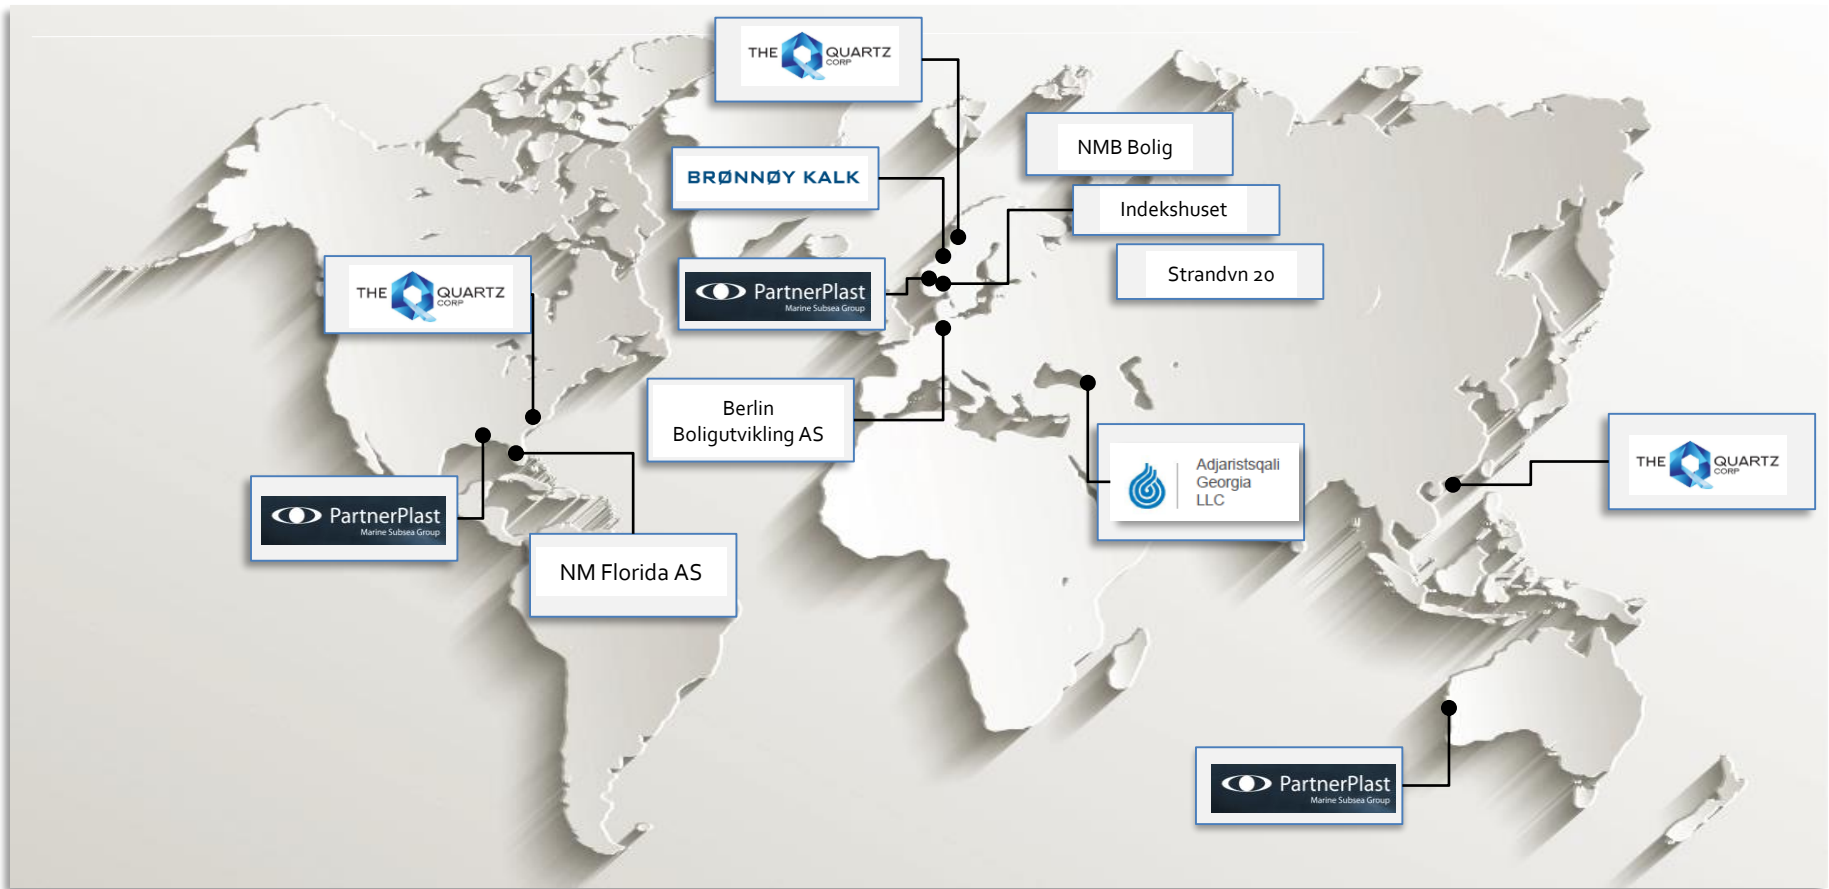 THE QUARTZ
CORP
NMB Bolig
BRØNNØY KALK
Indekshuset
Strandvn 20
THE QUARTZ
CORP
PartnerPlast
Marine Subsea Group
Berlin
Boligutvikling AS
Adjaristsqali
Georgia
LLC
THE QUARTZ
CORP
PartnerPlast
Marine Subsea Group
NM Florida AS
PartnerPlast
Marine Subsea Group